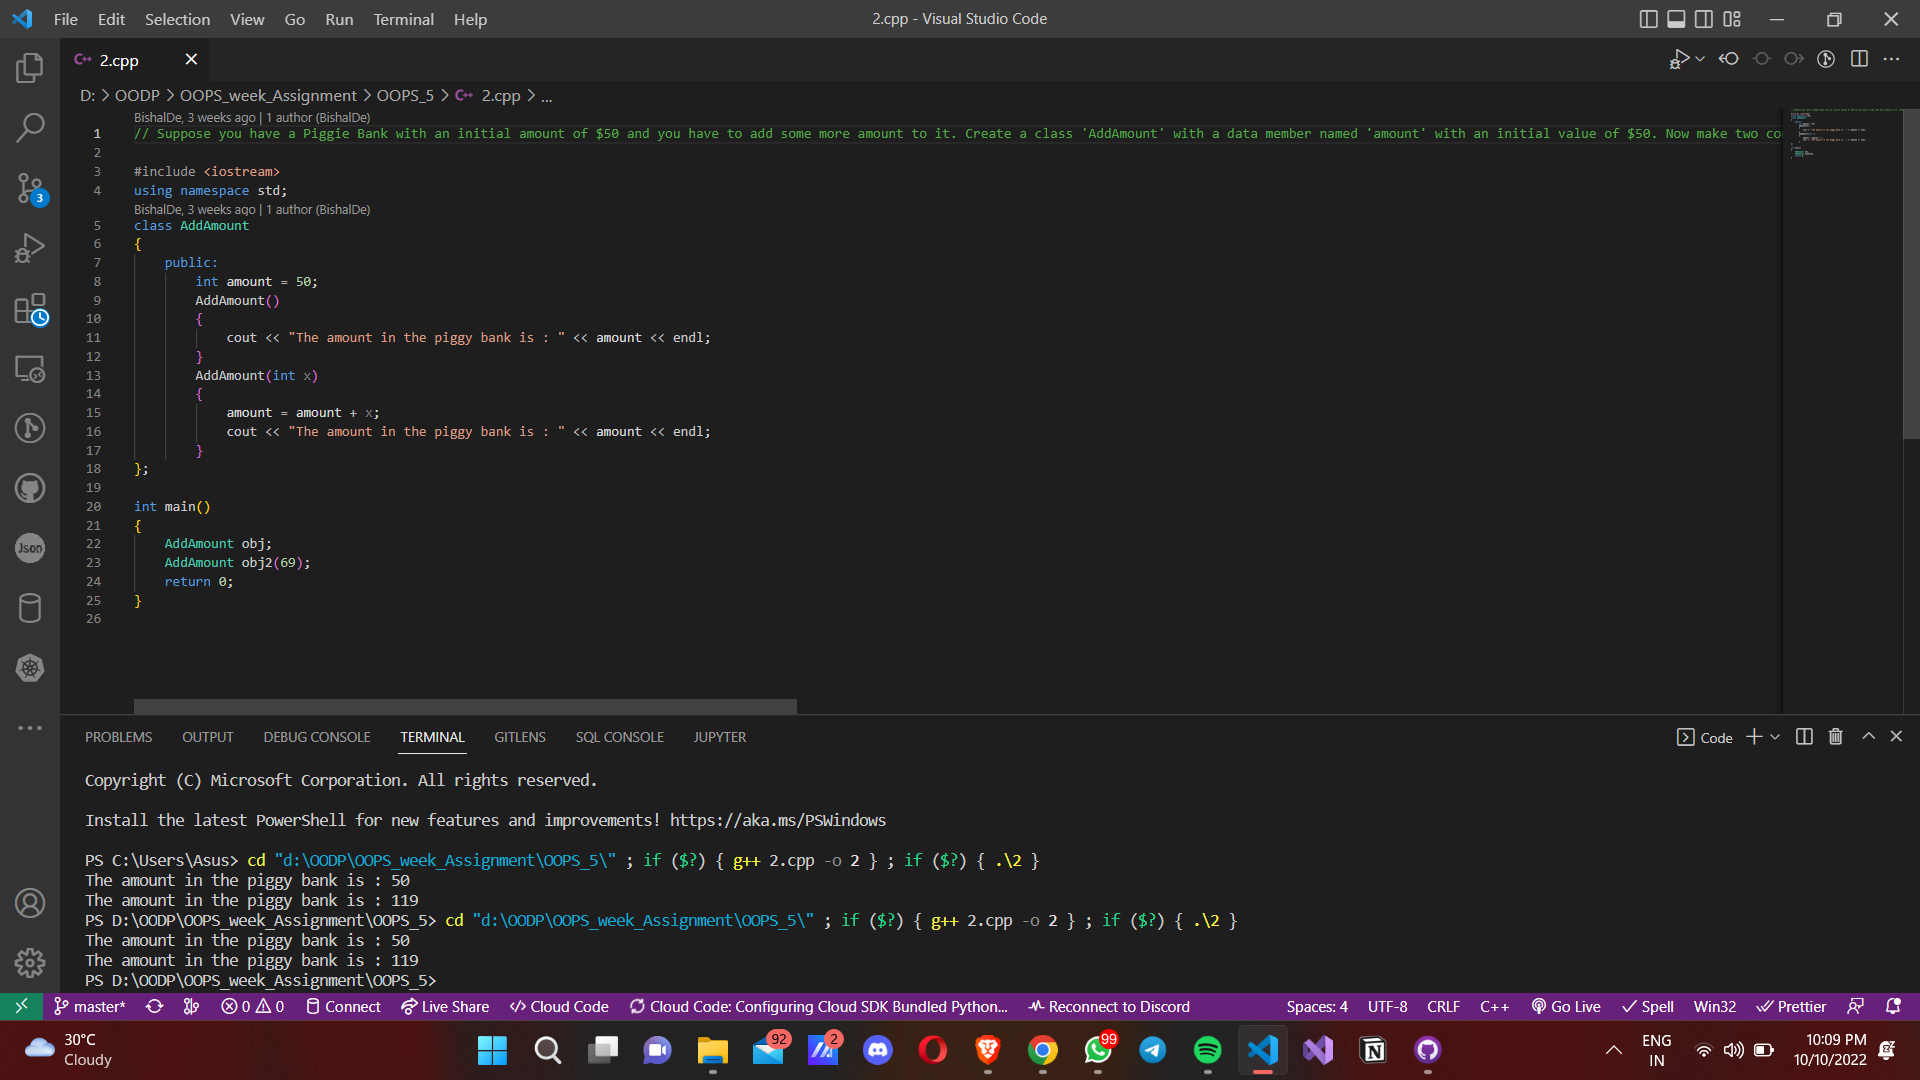 File Edit Selection View Go Run Terminal Help
2.cpp - Visual Studio Code
C++ 2.cpp
D: > OODP > OOPS_week_Assignment > OOPS_5 > C++ 2.cpp > ...
BishalDe, 3 weeks ago | 1 author (BishalDe)
1 // Suppose you have a Piggie Bank with an initial amount of $50 and you have to add some more amount to it. Create a class 'AddAmount' with a data member named 'amount' with an initial value of $50. Now make two co
2
3 #include <iostream>
4 using namespace std;
BishalDe, 3 weeks ago | 1 author (BishalDe)
5 class AddAmount
6 {
7 public:
8 int amount = 50;
9 AddAmount()
10 {
11 cout << "The amount in the piggy bank is : " << amount << endl;
12 }
13 AddAmount(int x)
14 {
15 amount = amount + x;
16 cout << "The amount in the piggy bank is : " << amount << endl;
17 }
18 };
19
20 int main()
21 {
22 AddAmount obj;
23 AddAmount obj2(69);
24 return 0;
25 }
26
3
Json
PROBLEMS OUTPUT DEBUG CONSOLE TERMINAL GITLENS SQL CONSOLE JUPYTER
Code
Copyright (C) Microsoft Corporation. All rights reserved.
Install the latest PowerShell for new features and improvements! https://aka.ms/PSWindows
PS C:\Users\Asus> cd "d:\OODP\OOPS_week_Assignment\OOPS_5\" ; if ($?) { g++ 2.cpp -o 2 } ; if ($?) { .\2 }
The amount in the piggy bank is : 50
The amount in the piggy bank is : 119
PS D:\OODP\OOPS_week_Assignment\OOPS_5> cd "d:\OODP\OOPS_week_Assignment\OOPS_5\" ; if ($?) { g++ 2.cpp -o 2 } ; if ($?) { .\2 }
The amount in the piggy bank is : 50
The amount in the piggy bank is : 119
PS D:\OODP\OOPS_week_Assignment\OOPS_5>
master* 0 0 Connect Live Share Cloud Code Cloud Code: Configuring Cloud SDK Bundled Python... Reconnect to Discord Spaces: 4 UTF-8 CRLF C++ Go Live Spell Win32 Prettier
30°C
Cloudy
92 2 99
ENG
IN
10:09 PM
10/10/2022